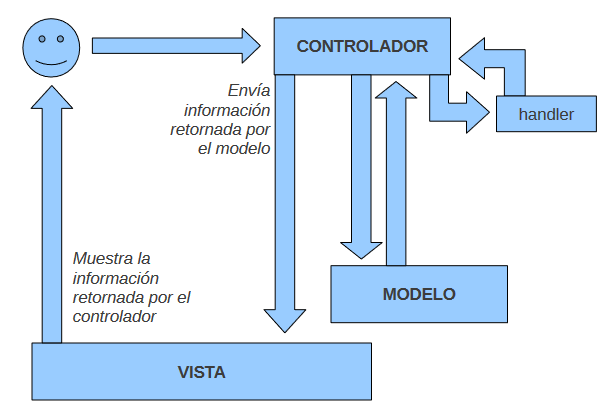 CONTROLADOR
Envía
información
retornada por
el modelo
handler
Muestra la
información
retornada por el
controlador
MODELO
VISTA